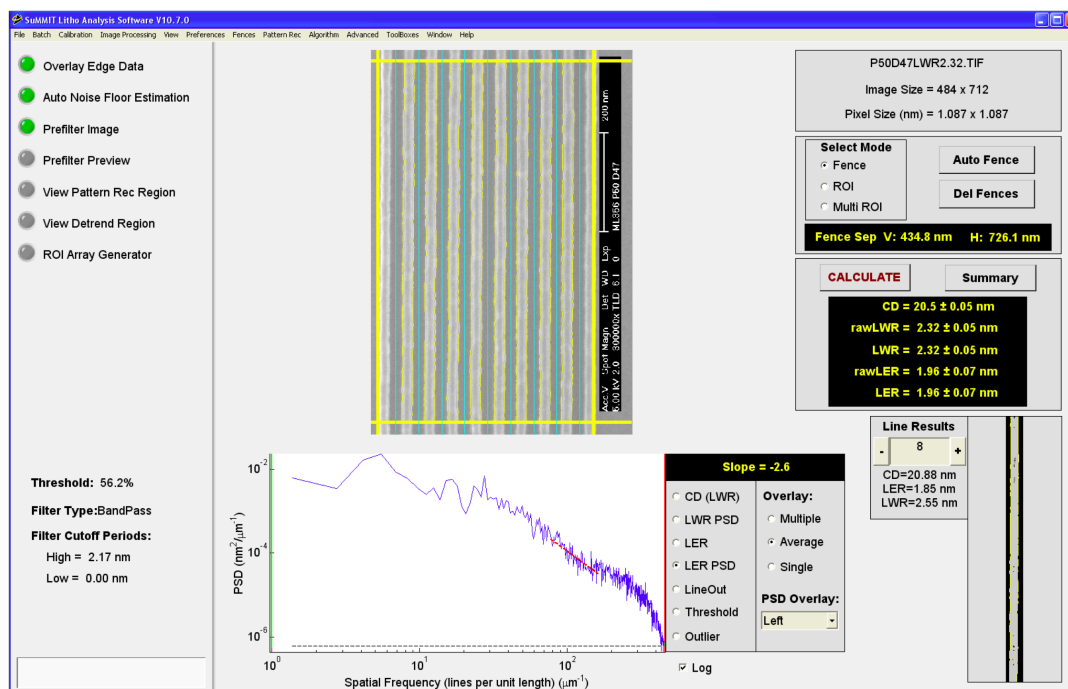 SuMMIT Litho Analysis Software V10.7.0
File Batch Calibration Image Processing View Preferences Fences Pattern Rec Algorithm Advanced ToolBoxes Window Help
Overlay Edge Data
Auto Noise Floor Estimation
Prefilter Image
Prefilter Preview
View Pattern Rec Region
View Detrend Region
ROI Array Generator
Threshold: 56.2%
Filter Type:BandPass
Filter Cutoff Periods:
High = 2.17 nm
Low = 0.00 nm
Acc.V Spot Magn Det WD Exp
5.00 kV 2.0 300000x TLD 6 I 0
200 nm
ML356 P50 D47
P50D47LWR2.32.TIF
Image Size = 484 x 712
Pixel Size (nm) = 1.087 x 1.087
Select Mode
Fence
ROI
Multi ROI
Auto Fence
Del Fences
Fence Sep V: 434.8 nm H: 726.1 nm
CALCULATE
Summary
CD = 20.5 ± 0.05 nm
rawLWR = 2.32 ± 0.05 nm
LWR = 2.32 ± 0.05 nm
rawLER = 1.96 ± 0.07 nm
LER = 1.96 ± 0.07 nm
Line Results
- 8 +
CD=20.88 nm
LER=1.85 nm
LWR=2.55 nm
PSD (nm²/μm⁻¹)
10⁻²
10⁻⁴
10⁻⁶
10⁰ 10¹ 10²
Spatial Frequency (lines per unit length) (μm⁻¹)
Slope = -2.6
CD (LWR)
LWR PSD
LER
LER PSD
LineOut
Threshold
Outlier
Overlay:
Multiple
Average
Single
PSD Overlay:
Left
Log